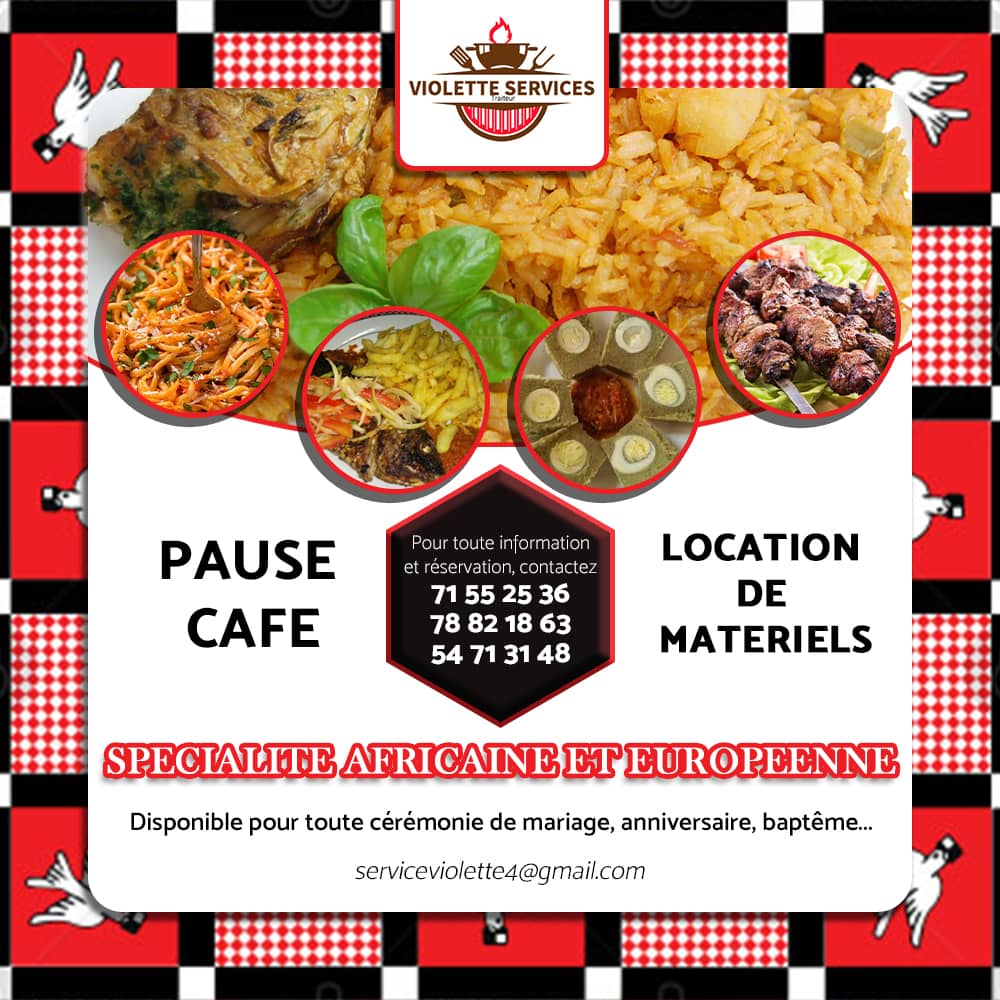 VIOLETTE SERVICES
Traiteur
PAUSE
CAFE
Pour toute information
et réservation, contactez
71 55 25 36
78 82 18 63
54 71 31 48
LOCATION
DE
MATERIELS
SPECIALITE AFRICAINE ET EUROPEENNE
Disponible pour toute cérémonie de mariage, anniversaire, baptême...
serviceviolette4@gmail.com